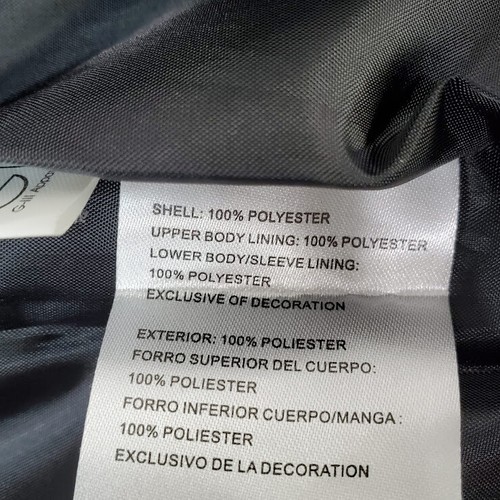 G-III
SHELL: 100% POLYESTER
UPPER BODY LINING: 100% POLYESTER
LOWER BODY/SLEEVE LINING:
100% POLYESTER
EXCLUSIVE OF DECORATION
EXTERIOR: 100% POLIESTER
FORRO SUPERIOR DEL CUERPO:
100% POLIESTER
FORRO INFERIOR CUERPO/MANGA :
100% POLIESTER
EXCLUSIVO DE LA DECORATION